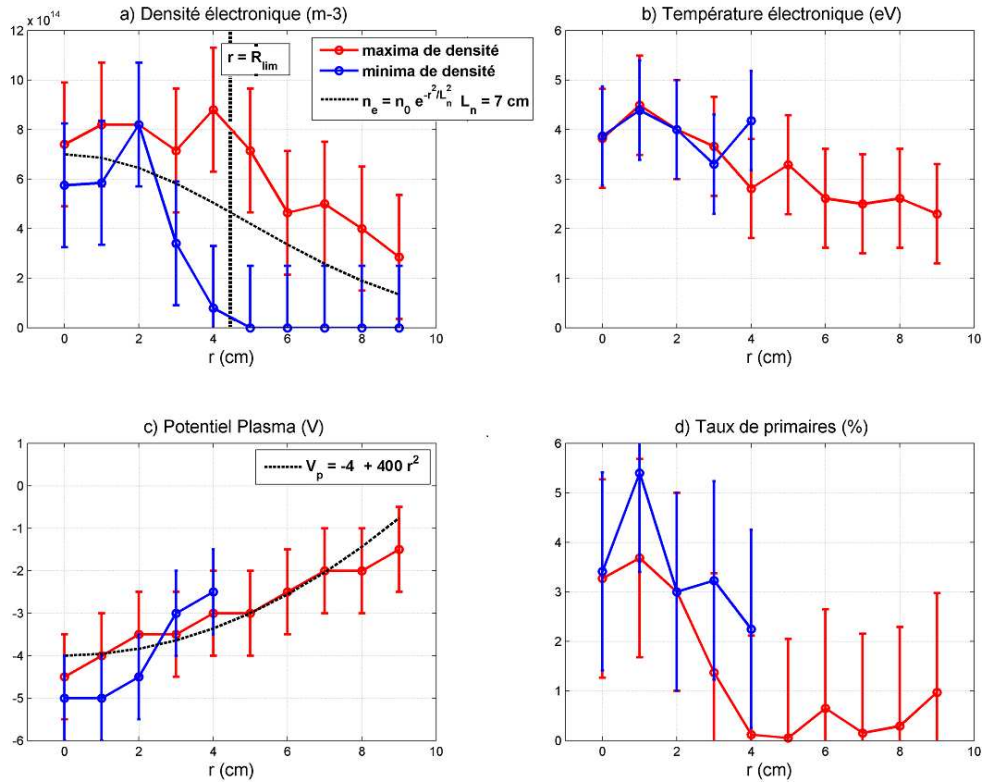 a) Densité électronique (m-3)
x 10^14
12
10
8
6
4
2
0
r = R_lim
maxima de densité
minima de densité
n_e = n_0 e^{-r^2/L_n^2} L_n = 7 cm
0 2 4 6 8 10
r (cm)
b) Température électronique (eV)
6
5
4
3
2
1
0
0 2 4 6 8 10
r (cm)
c) Potentiel Plasma (V)
1
0
-1
-2
-3
-4
-5
-6
V_p = -4 + 400 r^2
0 2 4 6 8 10
r (cm)
d) Taux de primaires (%)
6
5
4
3
2
1
0
0 2 4 6 8 10
r (cm)